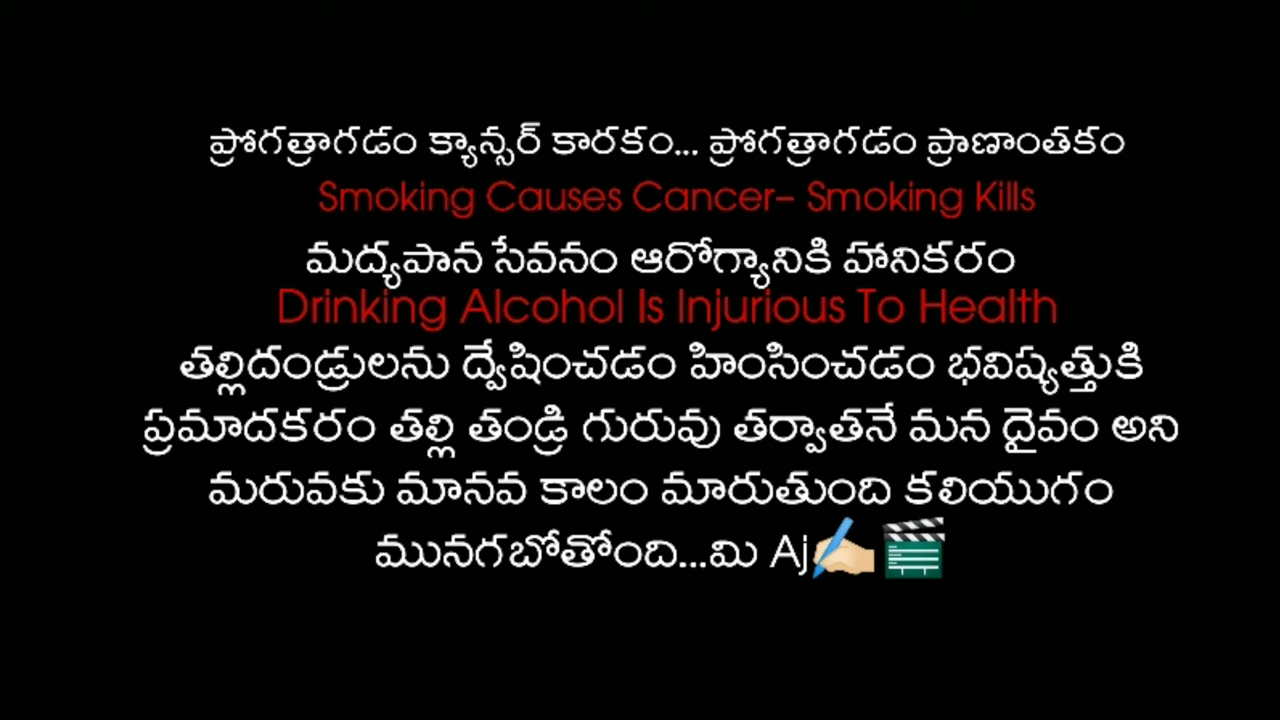 ప్రోగత్రాగడం క్యాన్సర్ కారకం... ప్రోగత్రాగడం ప్రాణాంతకం
Smoking Causes Cancer– Smoking Kills
మద్యపాన సేవనం ఆరోగ్యానికి హానికరం
Drinking Alcohol Is Injurious To Health
తల్లిదండ్రులను ద్వేషించడం హింసించడం భవిష్యత్తుకి
ప్రమాదకరం తల్లి తండ్రి గురువు తర్వాతనే మన దైవం అని
మరువకు మానవ కాలం మారుతుంది కలియుగం
మునగబోతోంది...మి Aj✍🏻🎬